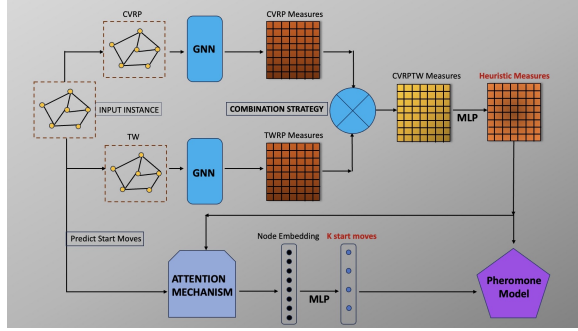 CVRP
CVRP Measures
GNN
INPUT INSTANCE
COMBINATION STRATEGY
CVRPTW Measures
Heuristic Measures
MLP
TW
TWRP Measures
GNN
Predict Start Moves
Node Embedding
K start moves
ATTENTION
MECHANISM
MLP
Pheromone
Model